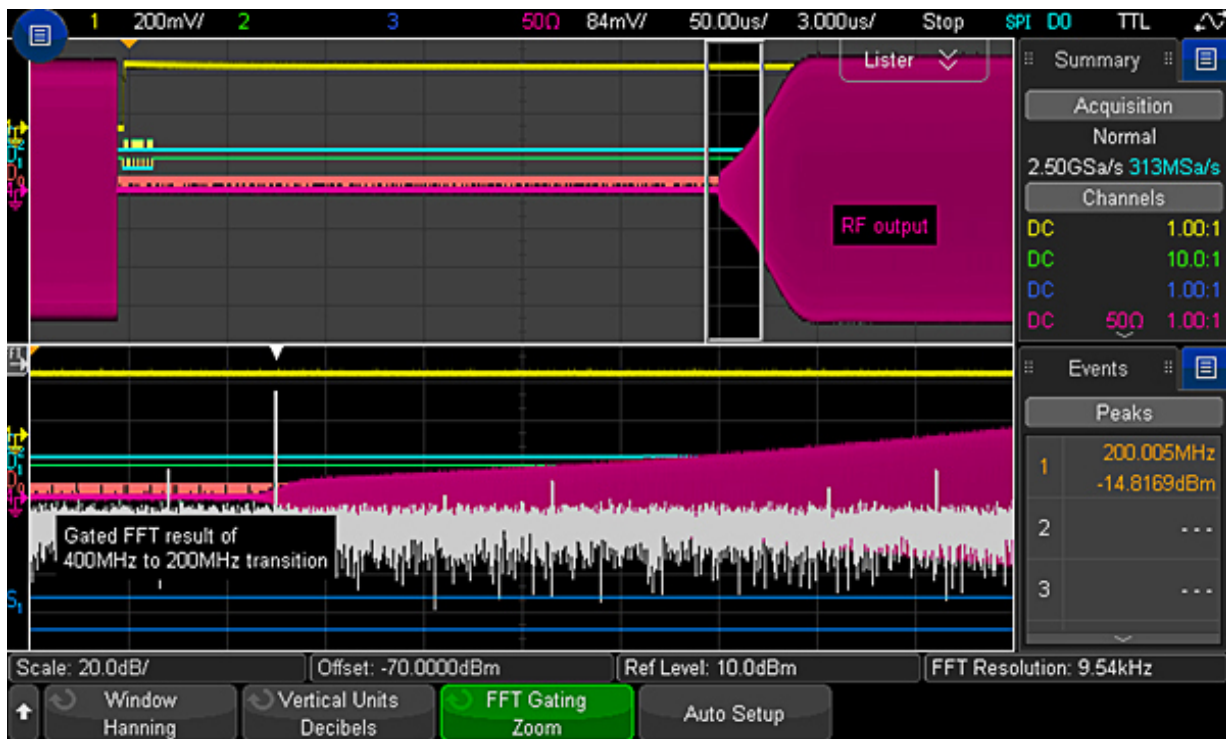 1 200mV/ 2 3 50Ω 84mV/ 50.00us/ 3.000us/ Stop SPI D0 TTL
Lister
Summary
Acquisition
Normal
2.50GSa/s 313MSa/s
Channels
DC 1.00:1
DC 10.0:1
DC 1.00:1
DC 50Ω 1.00:1
RF output
Events
Peaks
1 200.005MHz
-14.8169dBm
2 ---
3 ---
Gated FFT result of
400MHz to 200MHz transition
S1
Scale: 20.0dB/ Offset: -70.0000dBm Ref Level: 10.0dBm FFT Resolution: 9.54kHz
Window
Hanning
Vertical Units
Decibels
FFT Gating
Zoom
Auto Setup